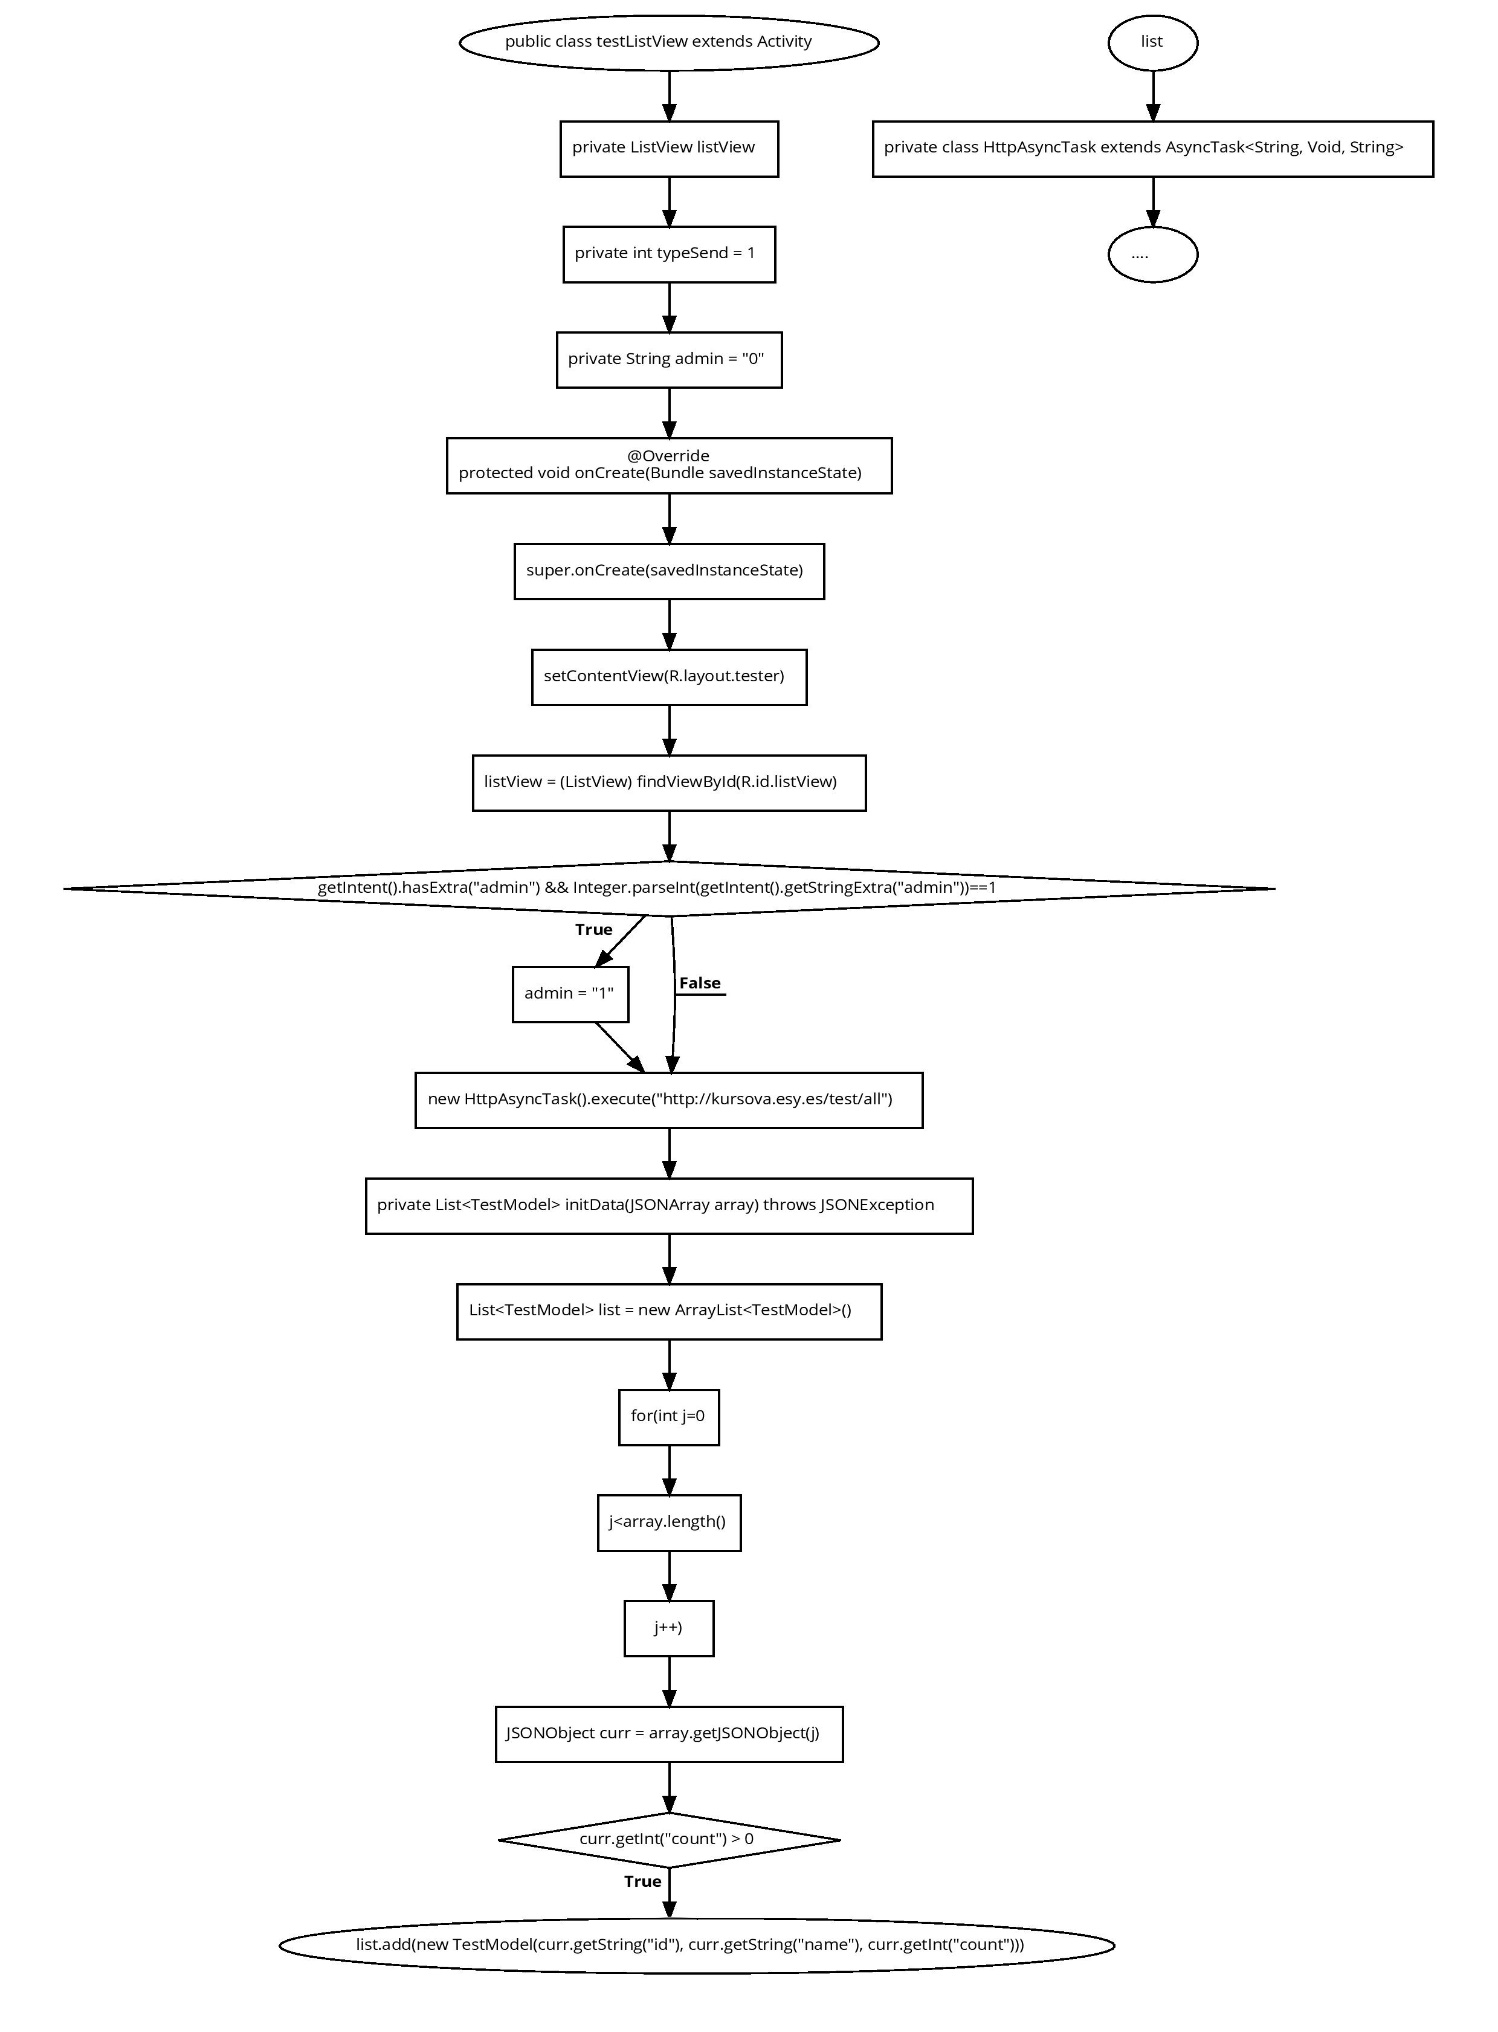 public class testListView extends Activity
private ListView listView
private int typeSend = 1
private String admin = "0"
@Override
protected void onCreate(Bundle savedInstanceState)
super.onCreate(savedInstanceState)
setContentView(R.layout.tester)
listView = (ListView) findViewById(R.id.listView)
getIntent().hasExtra("admin") && Integer.parseInt(getIntent().getStringExtra("admin"))==1
True
False
admin = "1"
new HttpAsyncTask().execute("http://kursova.esy.es/test/all")
private List<TestModel> initData(JSONArray array) throws JSONException
List<TestModel> list = new ArrayList<TestModel>()
for(int j=0
j<array.length()
j++)
JSONObject curr = array.getJSONObject(j)
curr.getInt("count") > 0
True
list.add(new TestModel(curr.getString("id"), curr.getString("name"), curr.getInt("count")))
list
private class HttpAsyncTask extends AsyncTask<String, Void, String>
....